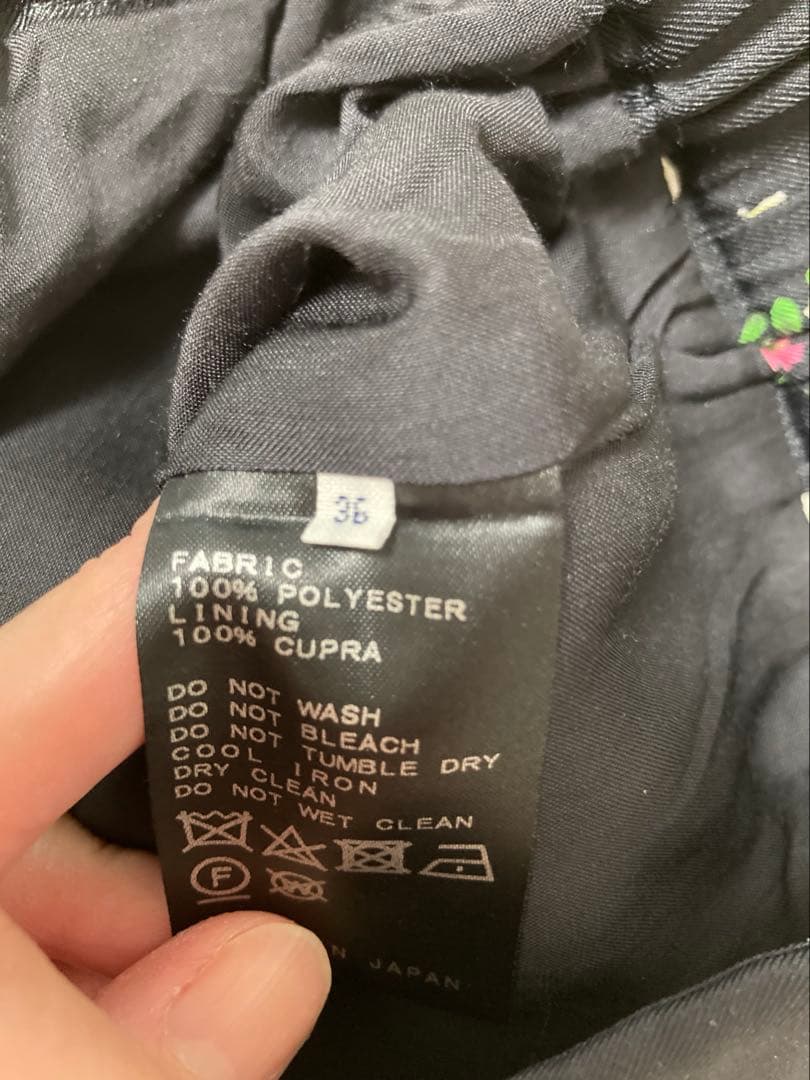 36
FABRIC
100% POLYESTER
LINING
100% CUPRA
DO NOT WASH
DO NOT BLEACH
DO NOT TUMBLE DRY
COOL IRON
DRY CLEAN
DO NOT WET CLEAN
F W
N JAPAN